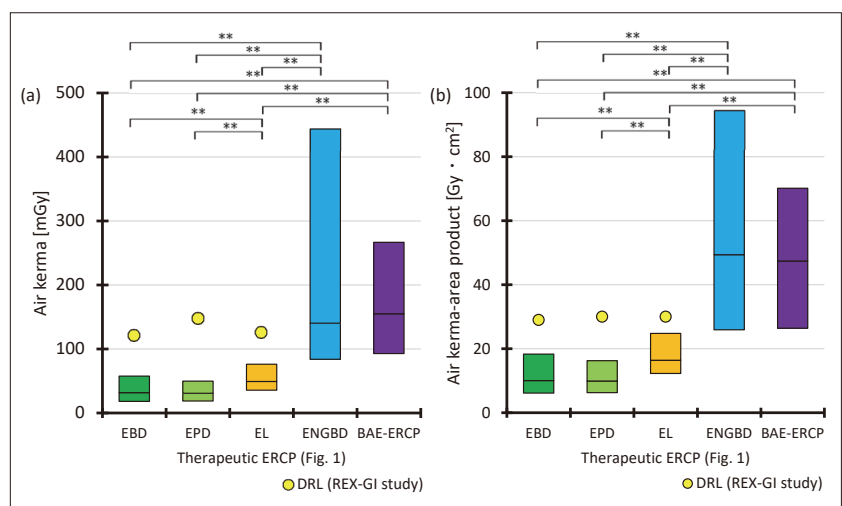 **
**
**
**
**
**
**
**
(a)
500
400
300
200
100
0
Air kerma [mGy]
EBD EPD EL ENGBD BAE-ERCP
Therapeutic ERCP (Fig. 1)
DRL (REX-GI study)
**
**
**
**
**
**
**
**
(b)
100
80
60
40
20
0
Air kerma-area product [Gy・cm²]
EBD EPD EL ENGBD BAE-ERCP
Therapeutic ERCP (Fig. 1)
DRL (REX-GI study)